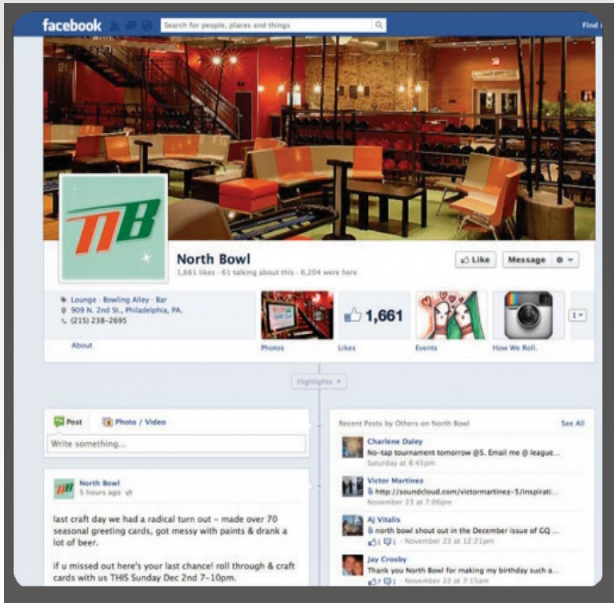 facebook
Search for people, places and things
Find
nB
North Bowl
1,661 likes · 61 talking about this · 6,204 were here
Like
Message
Lounge · Bowling Alley · Bar
909 N. 2nd St., Philadelphia, PA.
(215) 238-2695
About
Photos
1,661
Likes
Events
How We Roll.
1
Highlights
Post
Photo / Video
Write something...
North Bowl
5 hours ago
last craft day we had a radical turn out – made over 70
seasonal greeting cards, got messy with paints & drank a
lot of beer.
if u missed out here's your last chance! roll through & craft
cards with us THIS Sunday Dec 2nd 7-10pm.
Recent Posts by Others on North Bowl
See All
Charlene Daley
No-tap tournament tomorrow @5. Email me @ league...
Saturday at 8:45pm
Victor Martinez
http://soundcloud.com/victormartinez-5/inspirati...
November 23 at 7:06pm
AJ Vitalis
north bowl shout out in the December issue of GQ ...
1 1 · November 23 at 12:21pm
Jay Crosby
Thank you North Bowl for making my birthday such a...
7 1 · November 22 at 7:15am